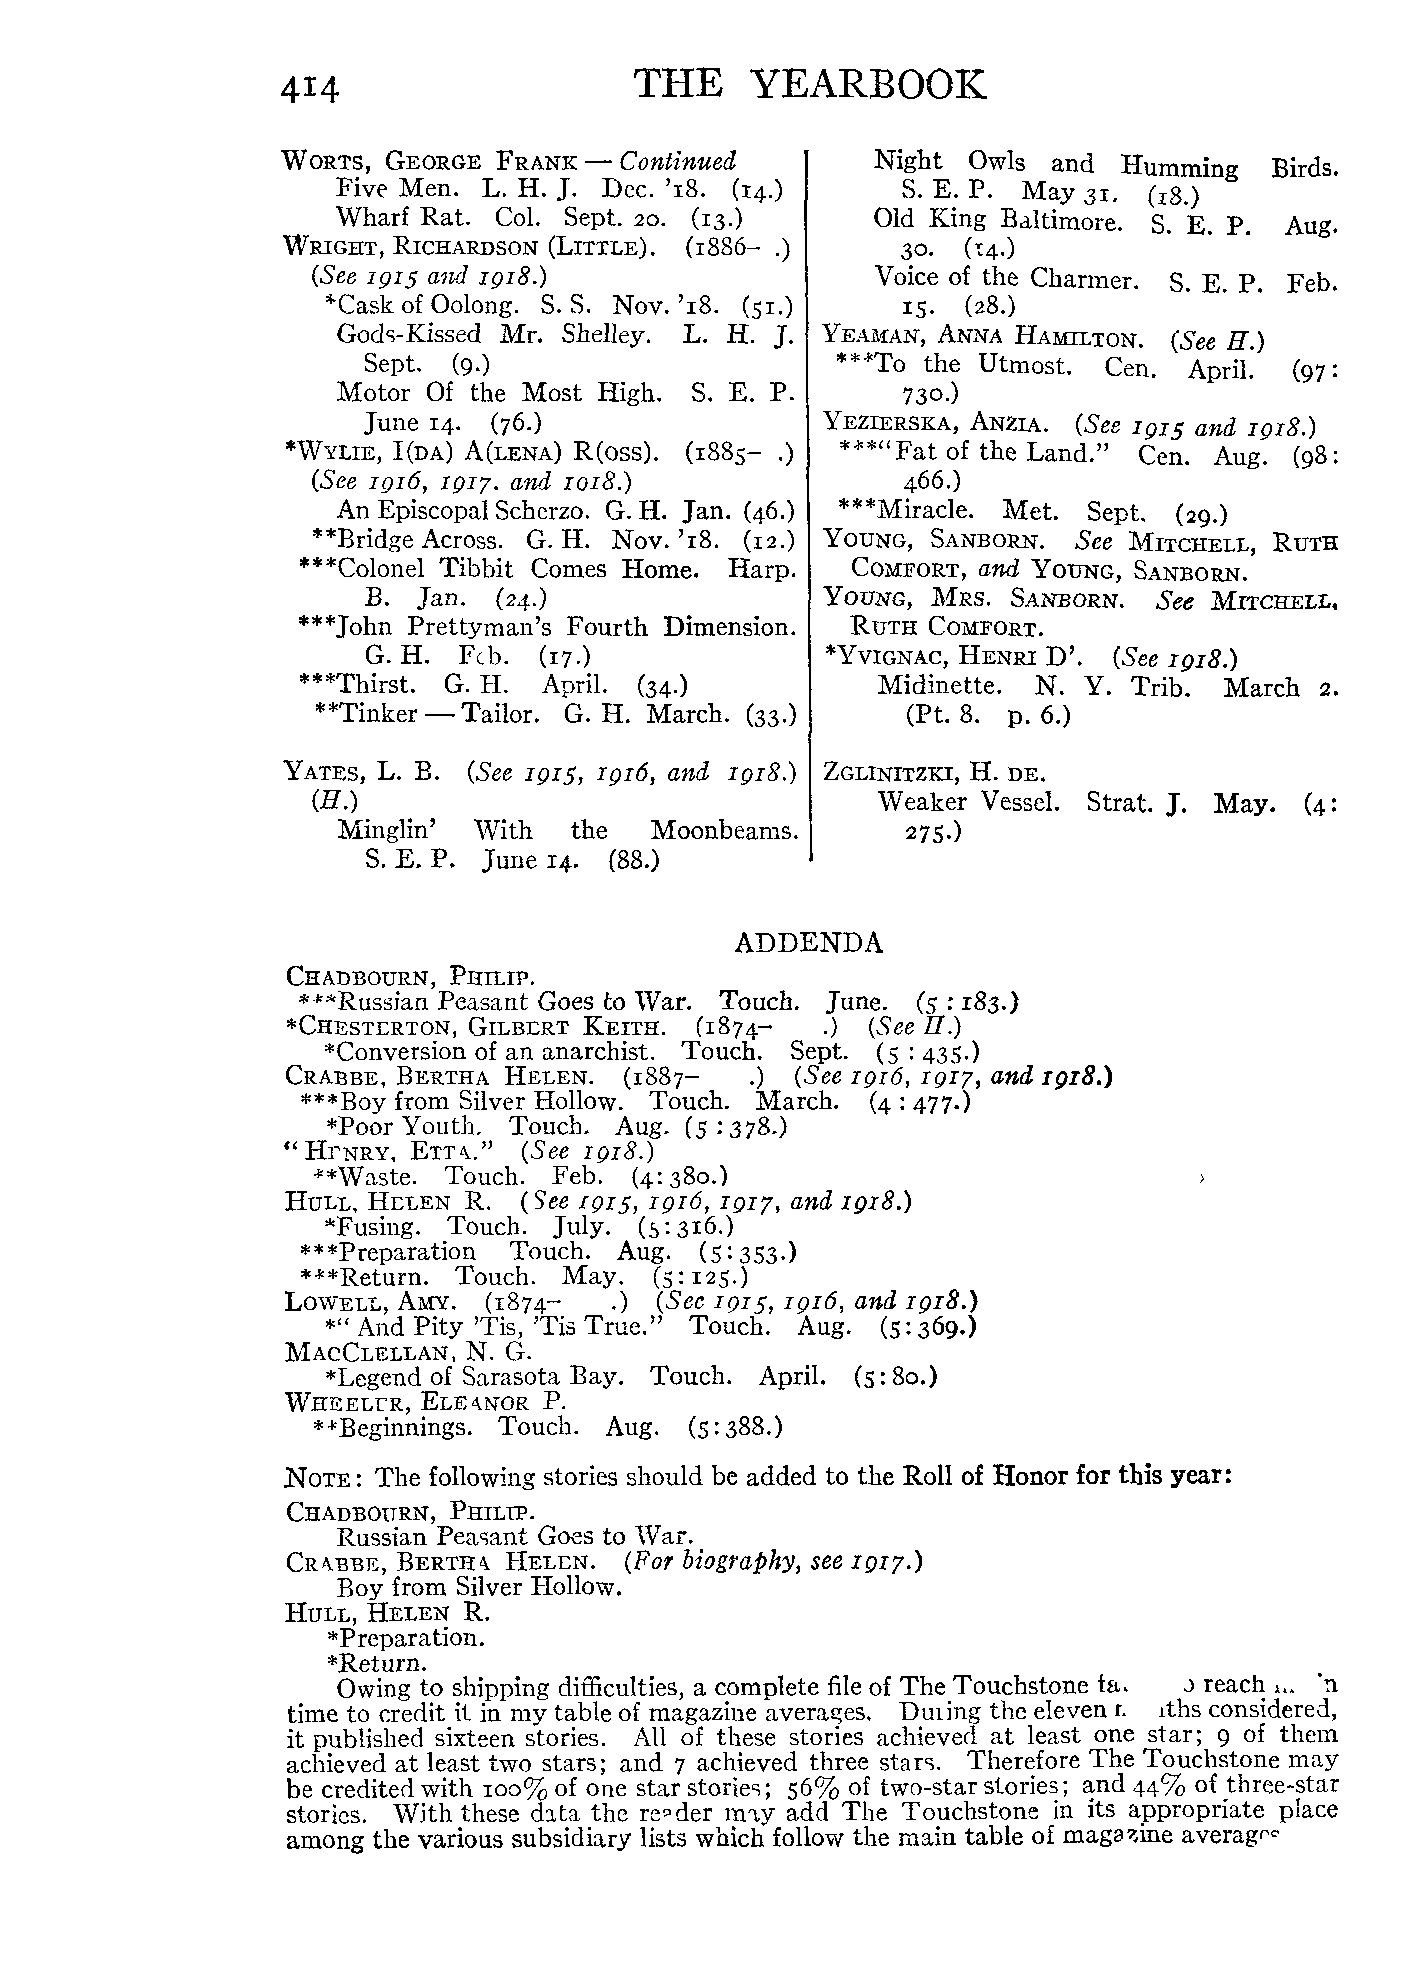 414 THE YEARBOOK
WORTS, GEORGE FRANK — Continued
Five Men. L. H. J. Dec. '18. (14.)
Wharf Rat. Col. Sept. 20. (13.)
WRIGHT, RICHARDSON (LITTLE). (1886– .)
(See 1915 and 1918.)
*Cask of Oolong. S. S. Nov. '18. (51.)
Gods-Kissed Mr. Shelley. L. H. J.
Sept. (9.)
Motor Of the Most High. S. E. P.
June 14. (76.)
*WYLIE, I(DA) A(LENA) R(OSS). (1885– .)
(See 1916, 1917. and 1918.)
An Episcopal Scherzo. G. H. Jan. (46.)
**Bridge Across. G. H. Nov. '18. (12.)
***Colonel Tibbit Comes Home. Harp.
B. Jan. (24.)
***John Prettyman's Fourth Dimension.
G. H. Feb. (17.)
***Thirst. G. H. April. (34.)
**Tinker — Tailor. G. H. March. (33.)
YATES, L. B. (See 1915, 1916, and 1918.)
(H.)
Minglin' With the Moonbeams.
S. E. P. June 14. (88.)
Night Owls and Humming Birds.
S. E. P. May 31. (18.)
Old King Baltimore. S. E. P. Aug.
30. (14.)
Voice of the Charmer. S. E. P. Feb.
15. (28.)
YEAMAN, ANNA HAMILTON. (See H.)
***To the Utmost. Cen. April. (97:
730.)
YEZIERSKA, ANZIA. (See 1915 and 1918.)
***"Fat of the Land." Cen. Aug. (98:
466.)
***Miracle. Met. Sept. (29.)
YOUNG, SANBORN. See MITCHELL, RUTH
COMFORT, and YOUNG, SANBORN.
YOUNG, MRS. SANBORN. See MITCHELL,
RUTH COMFORT.
*YVIGNAC, HENRI D'. (See 1918.)
Midinette. N. Y. Trib. March 2.
(Pt. 8. p. 6.)
ZGLINITZKI, H. DE.
Weaker Vessel. Strat. J. May. (4:
275.)
ADDENDA
CHADBOURN, PHILIP.
***Russian Peasant Goes to War. Touch. June. (5 : 183.)
*CHESTERTON, GILBERT KEITH. (1874– .) (See H.)
*Conversion of an anarchist. Touch. Sept. (5 : 435.)
CRABBE, BERTHA HELEN. (1887– .) (See 1916, 1917, and 1918.)
***Boy from Silver Hollow. Touch. March. (4 : 477.)
*Poor Youth. Touch. Aug. (5 : 378.)
"HENRY, ETTA." (See 1918.)
**Waste. Touch. Feb. (4: 380.)
HULL, HELEN R. (See 1915, 1916, 1917, and 1918.)
*Fusing. Touch. July. (5: 316.)
***Preparation Touch. Aug. (5: 353.)
***Return. Touch. May. (5: 125.)
LOWELL, AMY. (1874– .) (See 1915, 1916, and 1918.)
*"And Pity 'Tis, 'Tis True." Touch. Aug. (5: 369.)
MACCLELLAN, N. G.
*Legend of Sarasota Bay. Touch. April. (5: 80.)
WHEELER, ELEANOR P.
**Beginnings. Touch. Aug. (5: 388.)
NOTE: The following stories should be added to the Roll of Honor for this year:
CHADBOURN, PHILIP.
Russian Peasant Goes to War.
CRABBE, BERTHA HELEN. (For biography, see 1917.)
Boy from Silver Hollow.
HULL, HELEN R.
*Preparation.
*Return.
Owing to shipping difficulties, a complete file of The Touchstone reach
time to credit it in my table of magazine averages. During the eleven considered,
it published sixteen stories. All of these stories achieved at least one star; 9 of them
achieved at least two stars; and 7 achieved three stars. Therefore The Touchstone may
be credited with 100% of one star stories; 56% of two-star stories; and 44% of three-star
stories. With these data the reader may add The Touchstone in its appropriate place
among the various subsidiary lists which follow the main table of magazine averages